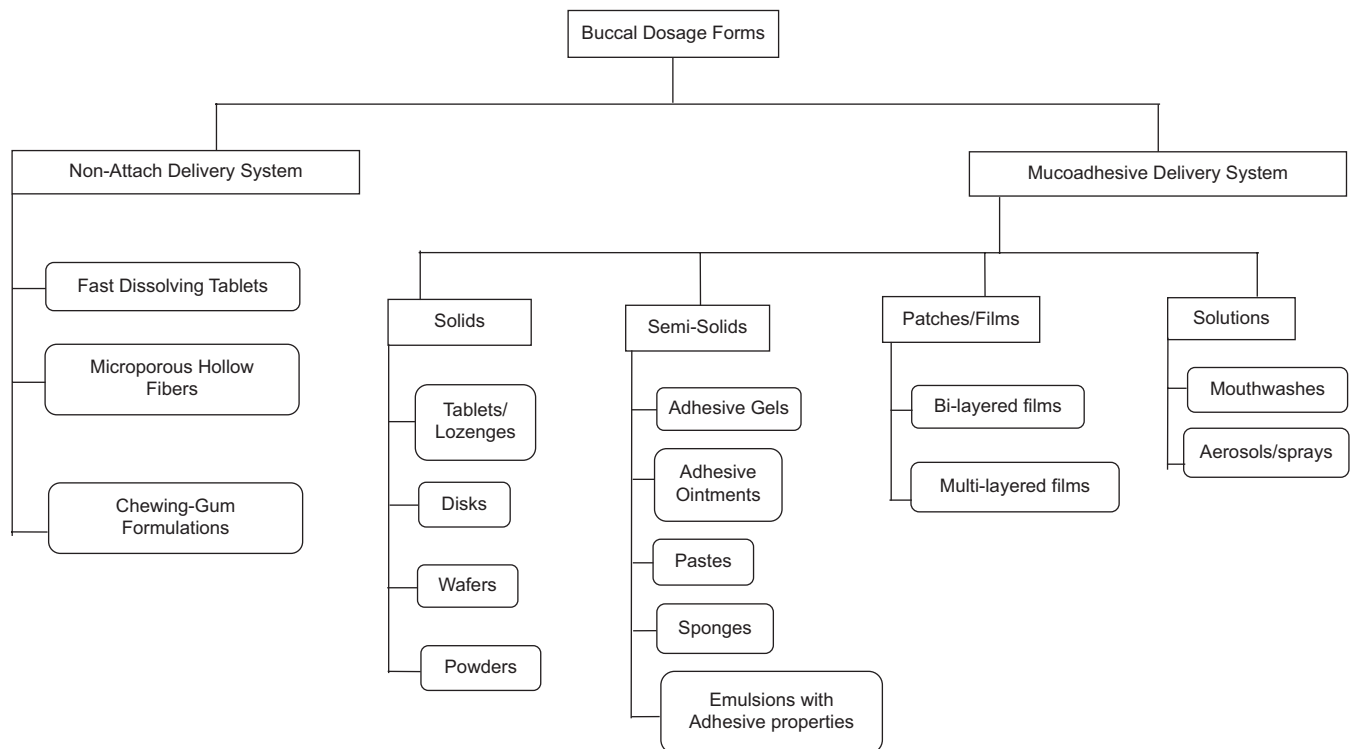 Buccal Dosage Forms
Non-Attach Delivery System
Mucoadhesive Delivery System
Fast Dissolving Tablets
Microporous Hollow
Fibers
Chewing-Gum
Formulations
Solids
Tablets/
Lozenges
Disks
Wafers
Powders
Semi-Solids
Adhesive Gels
Adhesive
Ointments
Pastes
Sponges
Emulsions with
Adhesive properties
Patches/Films
Bi-layered films
Multi-layered films
Solutions
Mouthwashes
Aerosols/sprays